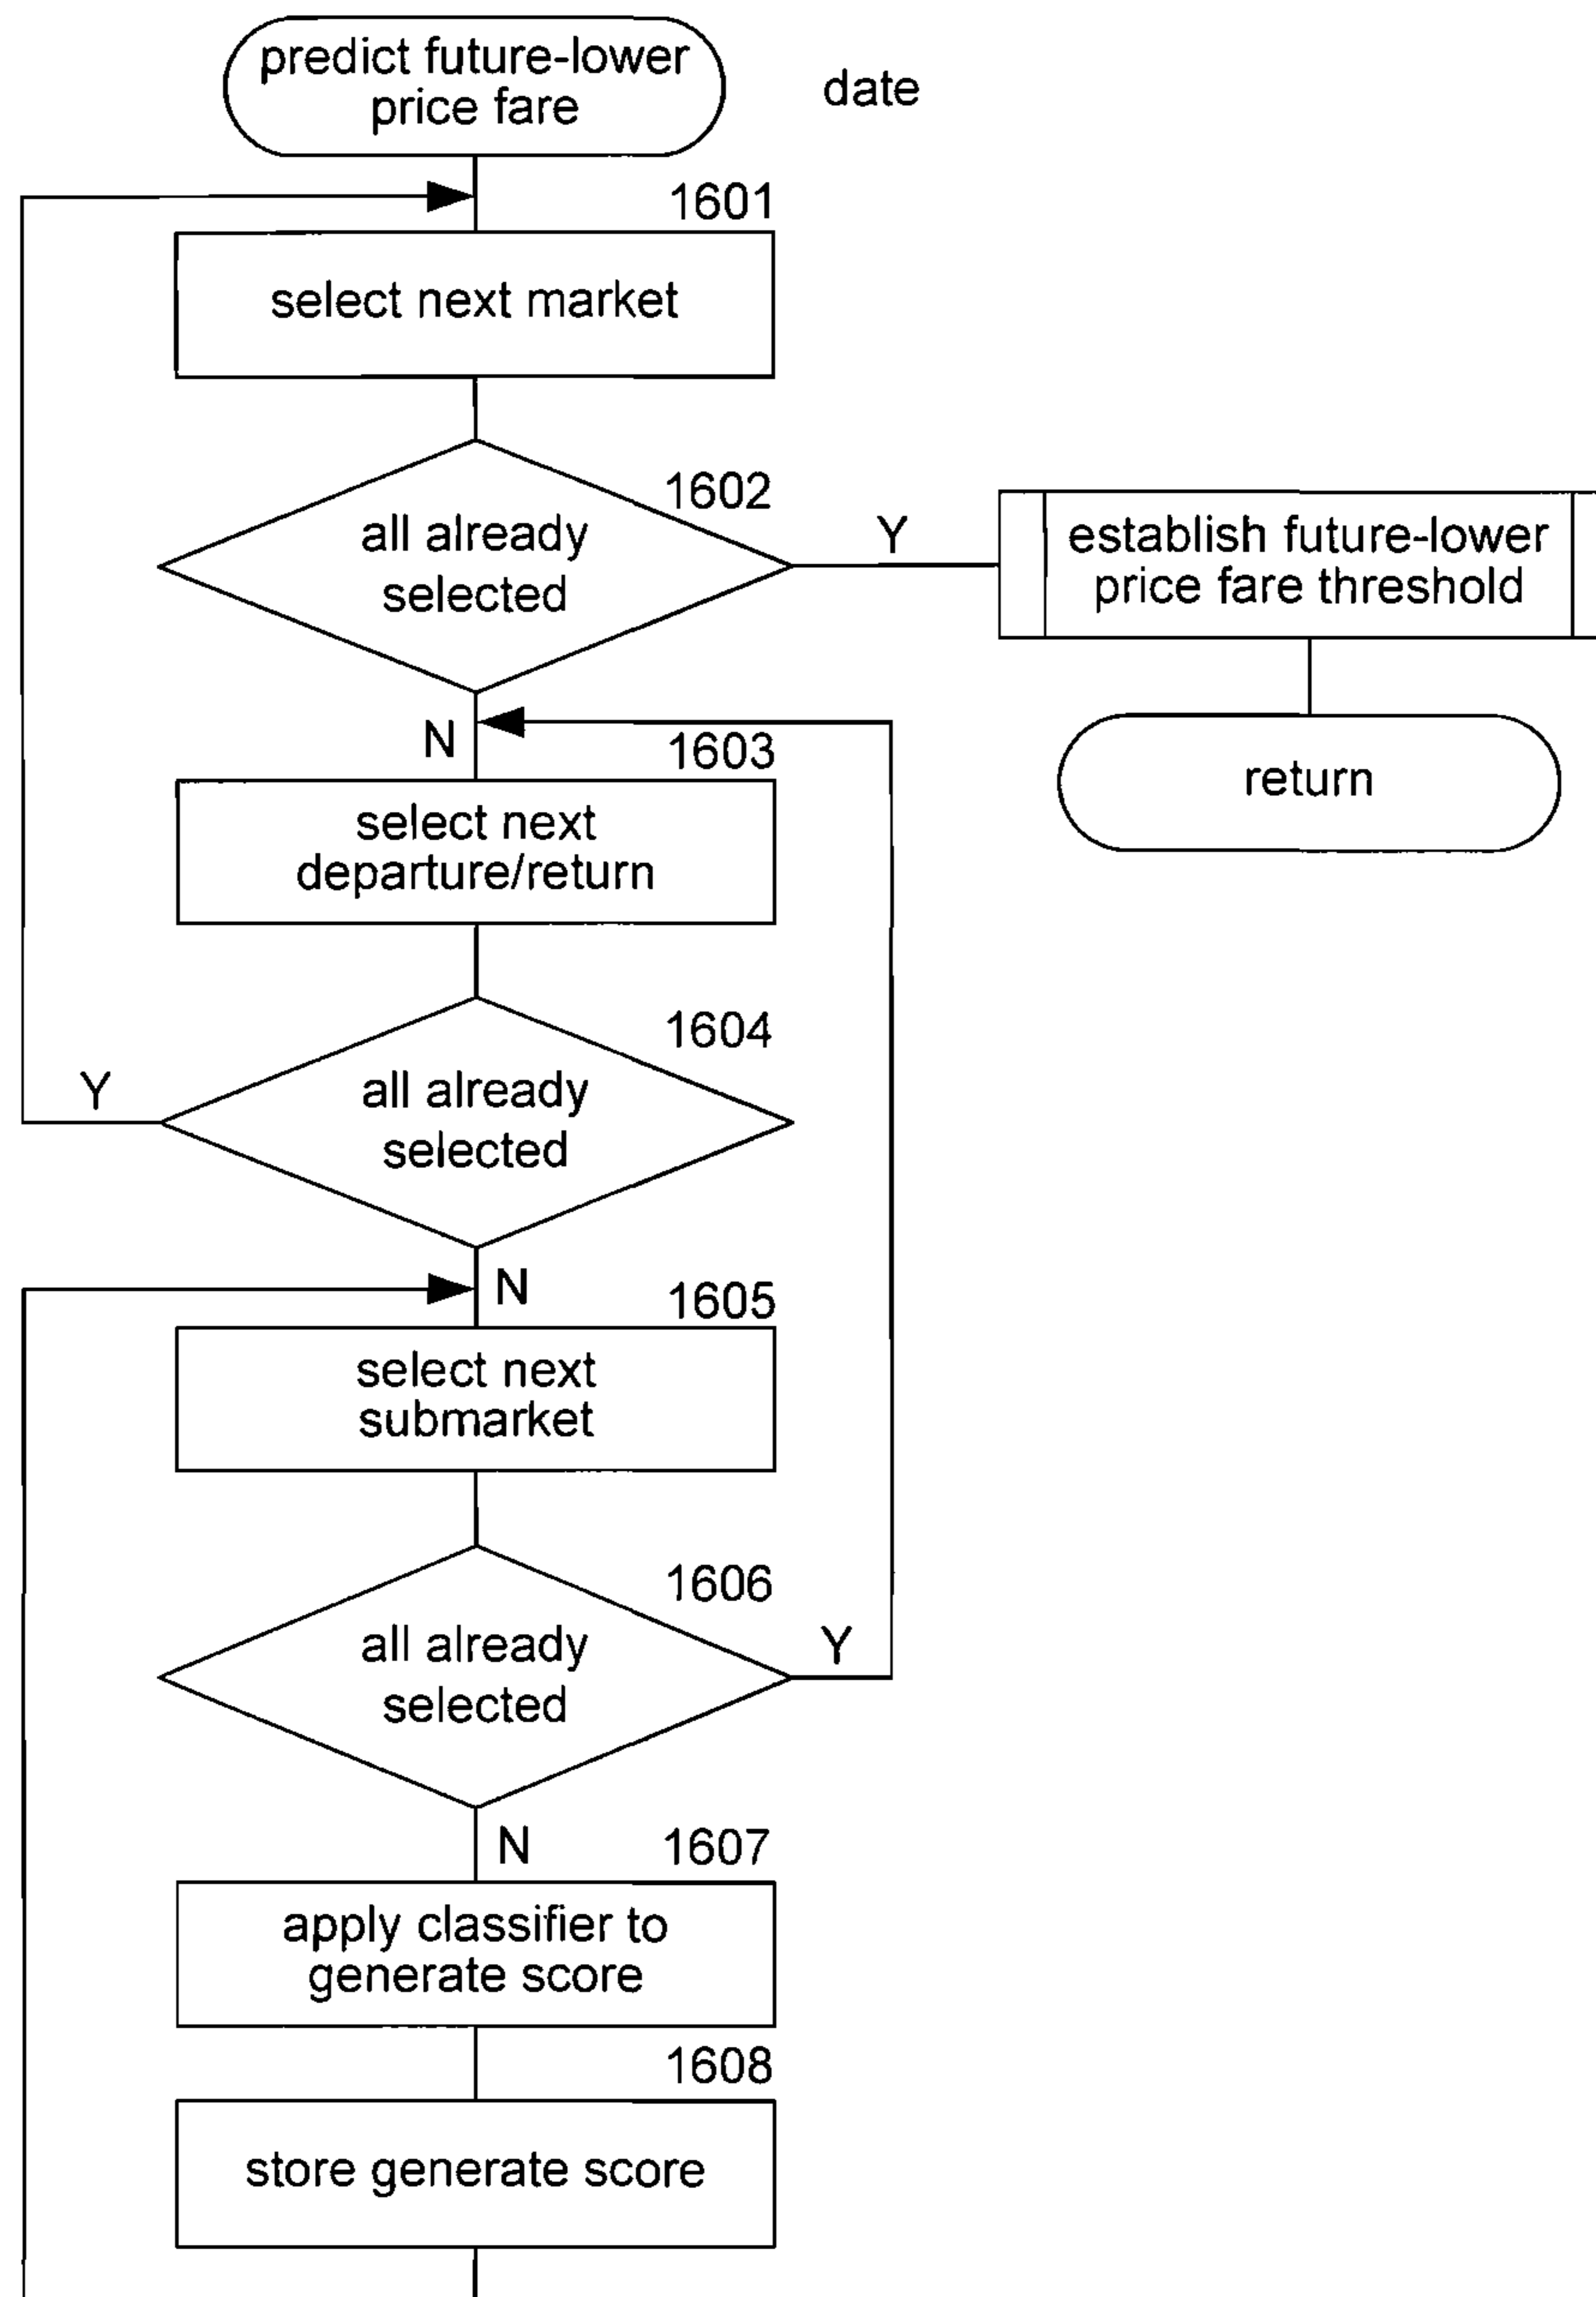 predict future-lower
price fare
date
1601
select next market
1602
all already
selected
Y
establish future-lower
price fare threshold
N
1603
select next
departure/return
return
1604
all already
selected
Y
N
1605
select next
submarket
1606
all already
selected
Y
N
1607
apply classifier to
generate score
1608
store generate score